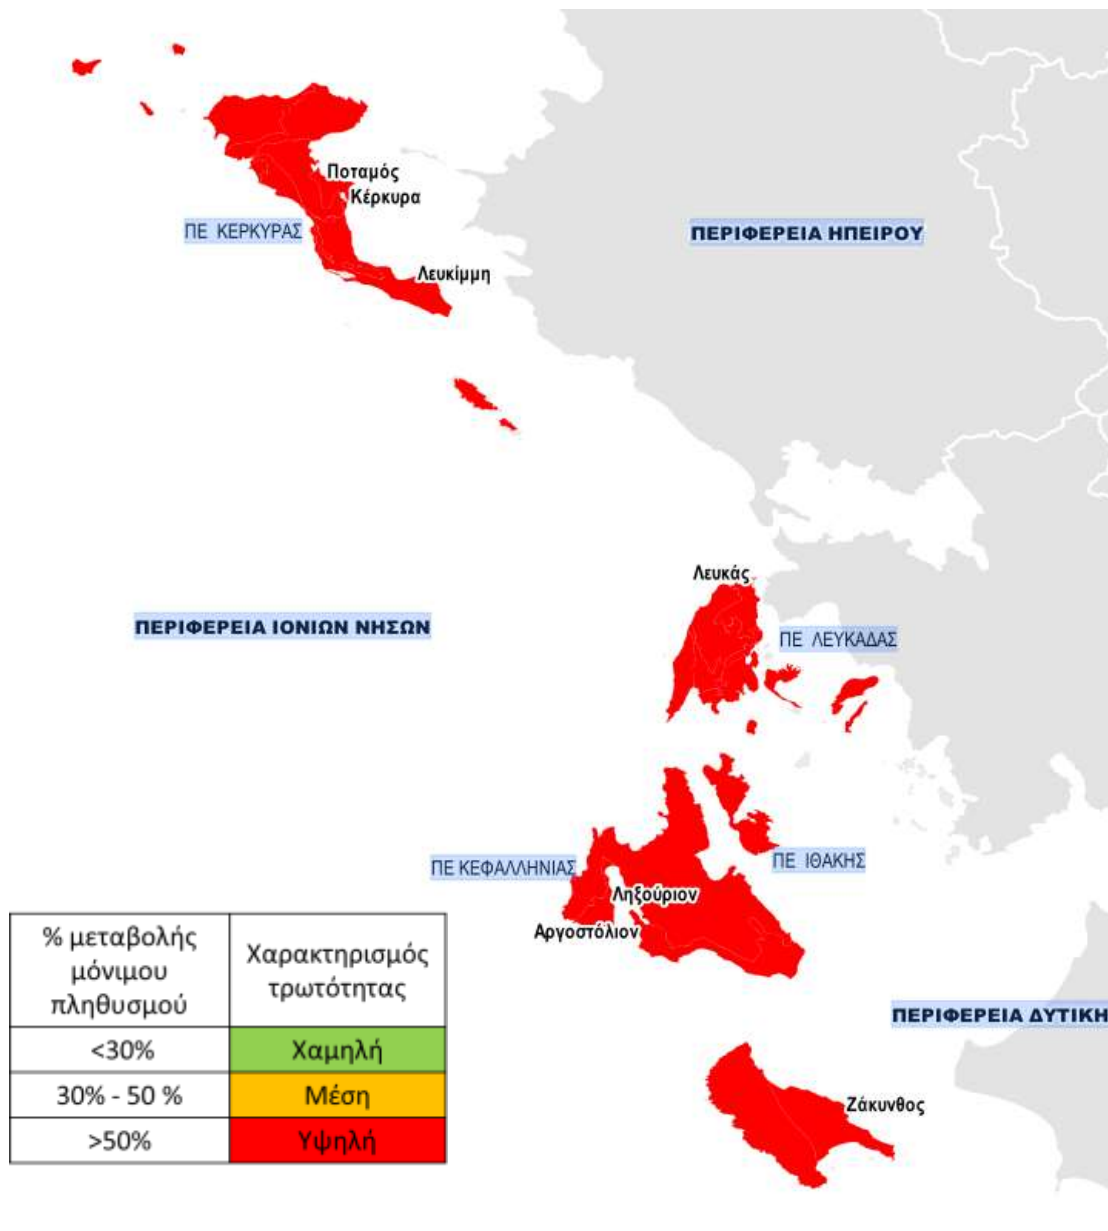 Ποταμός
Κέρκυρα
ΠΕ ΚΕΡΚΥΡΑΣ
ΠΕΡΙΦΕΡΕΙΑ ΗΠΕΙΡΟΥ
Λευκίμμη
Λευκάς
ΠΕΡΙΦΕΡΕΙΑ ΙΟΝΙΩΝ ΝΗΣΩΝ
ΠΕ ΛΕΥΚΑΔΑΣ
ΠΕ ΚΕΦΑΛΛΗΝΙΑΣ
ΠΕ ΙΘΑΚΗΣ
Ληξούριον
Αργοστόλιον
% μεταβολής
μόνιμου
πληθυσμού
Χαρακτηρισμός
τρωτότητας
<30%
Χαμηλή
30% - 50 %
Μέση
>50%
Υψηλή
ΠΕΡΙΦΕΡΕΙΑ ΔΥΤΙΚΗ
Ζάκυνθος